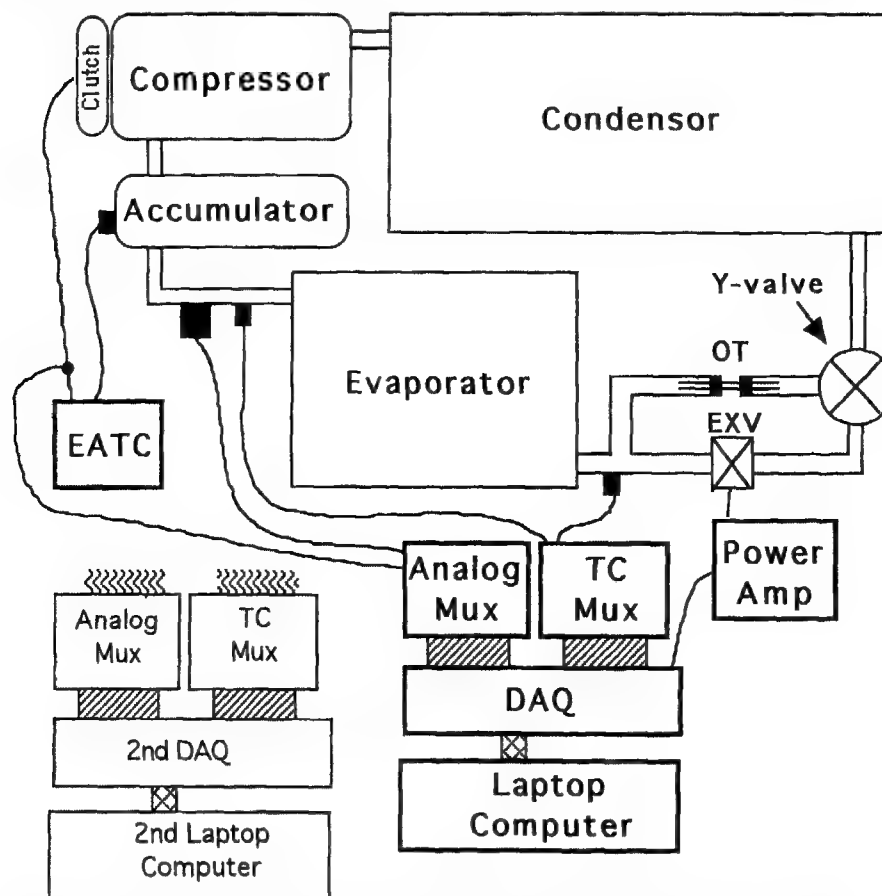 Clutch
Compressor
Condensor
Accumulator
Y-valve
OT
Evaporator
EXV
EATC
Analog
Mux
TC
Mux
Power
Amp
Analog
Mux
TC
Mux
DAQ
2nd DAQ
Laptop
Computer
2nd Laptop
Computer